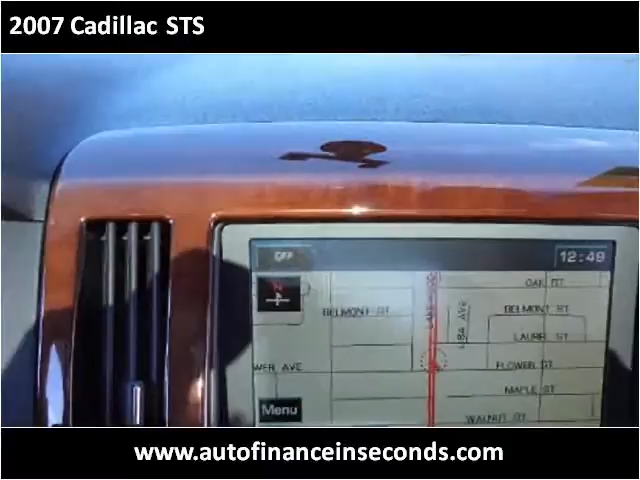 2007 Cadillac STS
OFF
12:49
N
OAK ST
BELMONT ST
BELMONT ST
LAUREL ST
FLOWER AVE
FLOWER ST
MAPLE ST
Menu
WALNUT ST
www.autofinanceinseconds.com